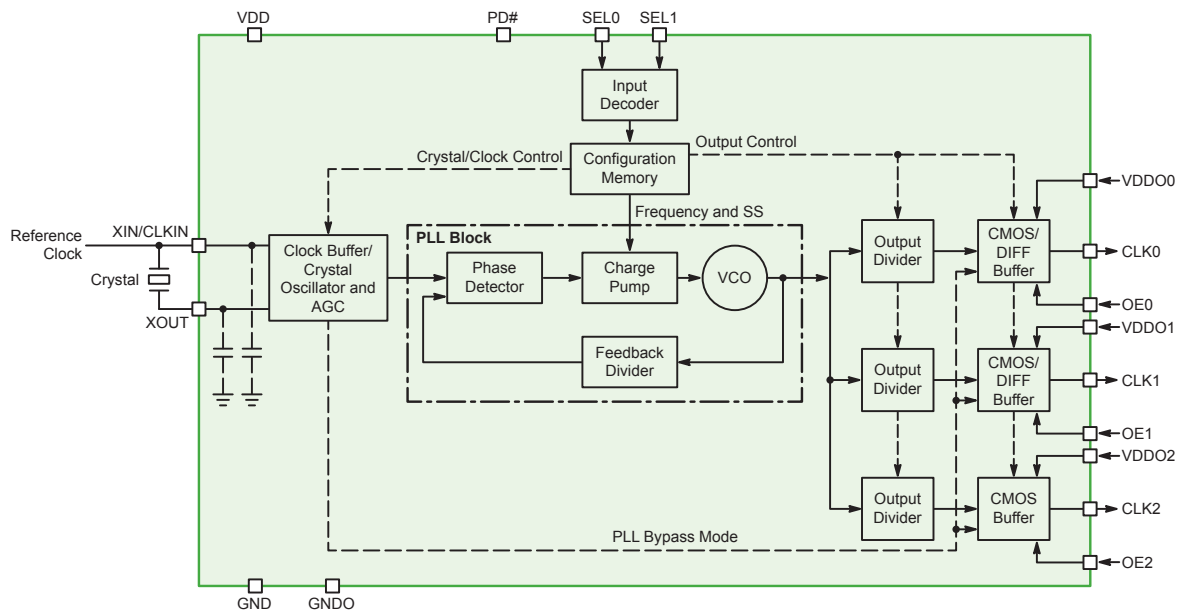 VDD
PD#
SEL0
SEL1
Input
Decoder
Crystal/Clock Control
Configuration
Memory
Output Control
Frequency and SS
VDDO0
Reference
Clock
XIN/CLKIN
Crystal
XOUT
Clock Buffer/
Crystal
Oscillator and
AGC
PLL Block
Phase
Detector
Charge
Pump
VCO
Feedback
Divider
Output
Divider
CMOS/
DIFF
Buffer
CLK0
OE0
VDDO1
Output
Divider
CMOS/
DIFF
Buffer
CLK1
OE1
VDDO2
Output
Divider
CMOS
Buffer
CLK2
PLL Bypass Mode
OE2
GND
GNDO